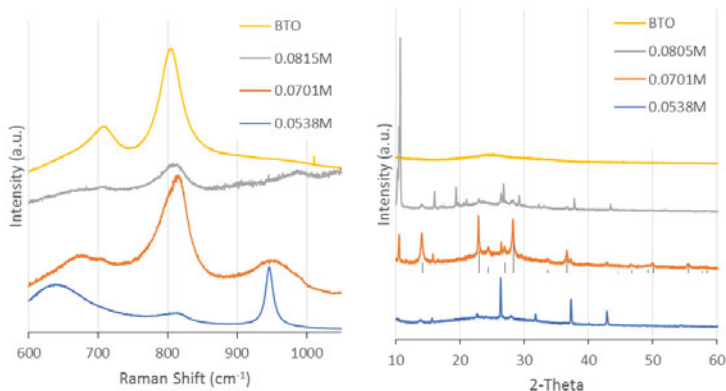 BTO
0.0815M
0.0701M
0.0538M
Intensity (a.u.)
600 700 800 900 1000
Raman Shift (cm⁻¹)
BTO
0.0805M
0.0701M
0.0538M
Intensity (a.u.)
10 20 30 40 50 60
2-Theta